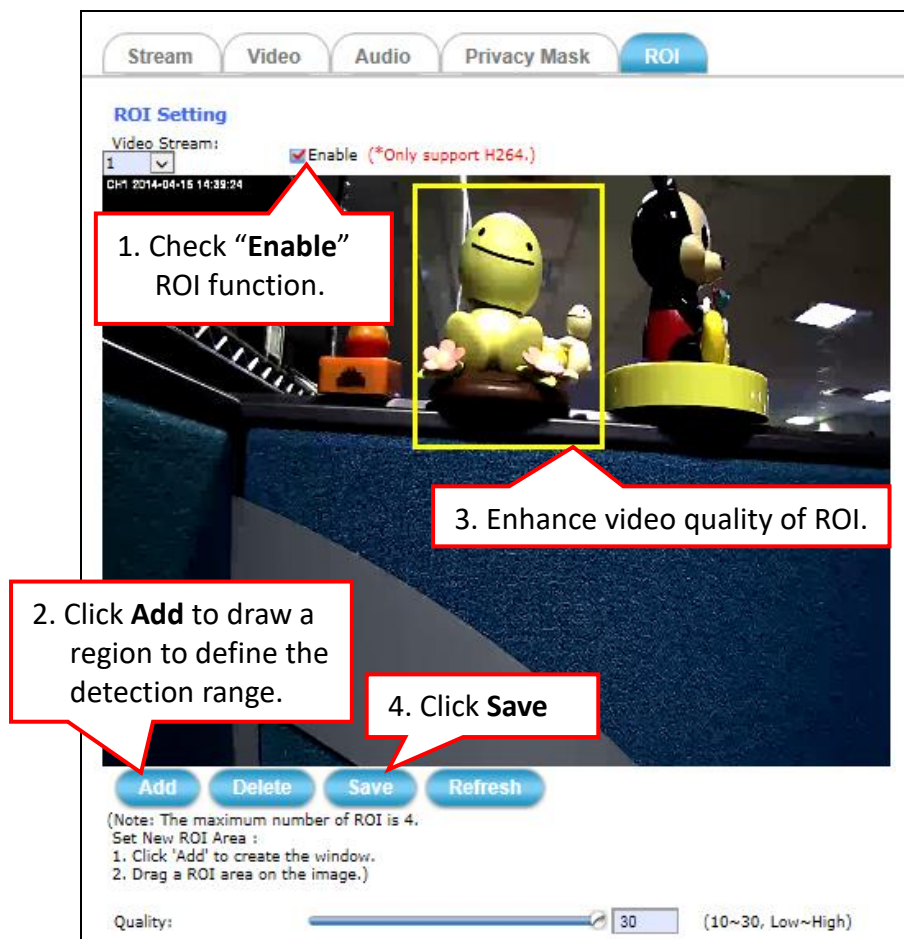 Stream Video Audio Privacy Mask ROI
ROI Setting
Video Stream:
1
Enable (*Only support H264.)
CH1 2014-04-15 14:39:24
1. Check “Enable”
ROI function.
3. Enhance video quality of ROI.
2. Click Add to draw a
region to define the
detection range.
4. Click Save
Add Delete Save Refresh
(Note: The maximum number of ROI is 4.
Set New ROI Area :
1. Click 'Add' to create the window.
2. Drag a ROI area on the image.)
Quality: 30 (10~30, Low~High)